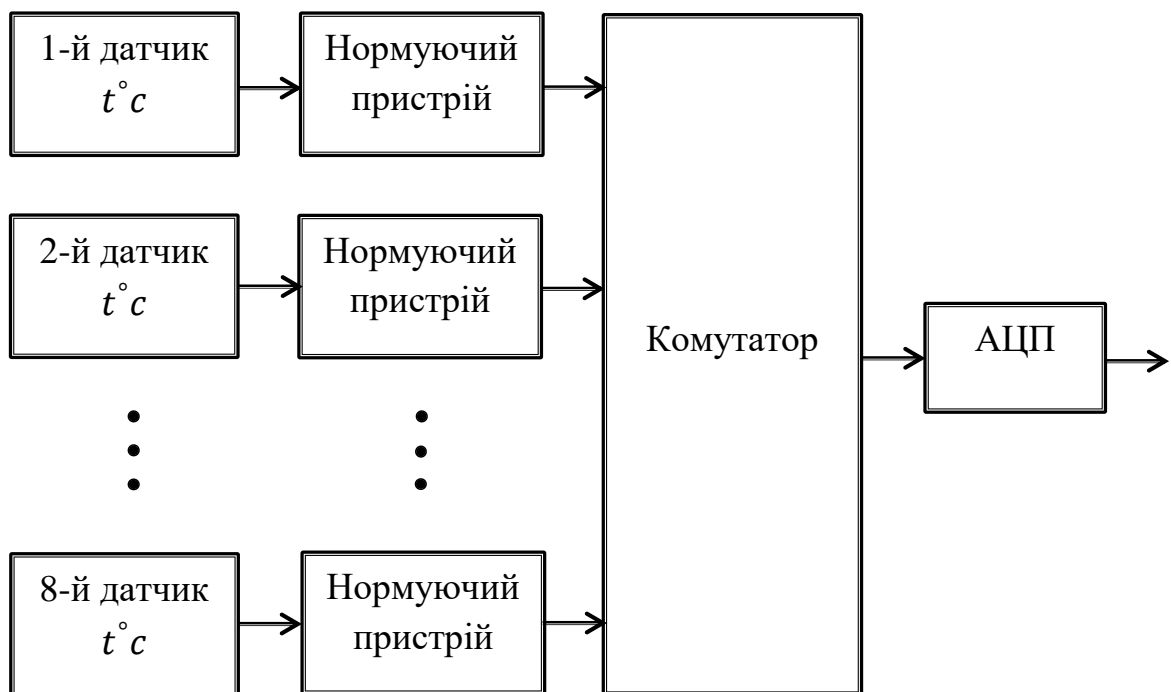 1-й датчик
t°c
Нормуючий
пристрій
2-й датчик
t°c
Нормуючий
пристрій
Комутатор
АЦП
8-й датчик
t°c
Нормуючий
пристрій